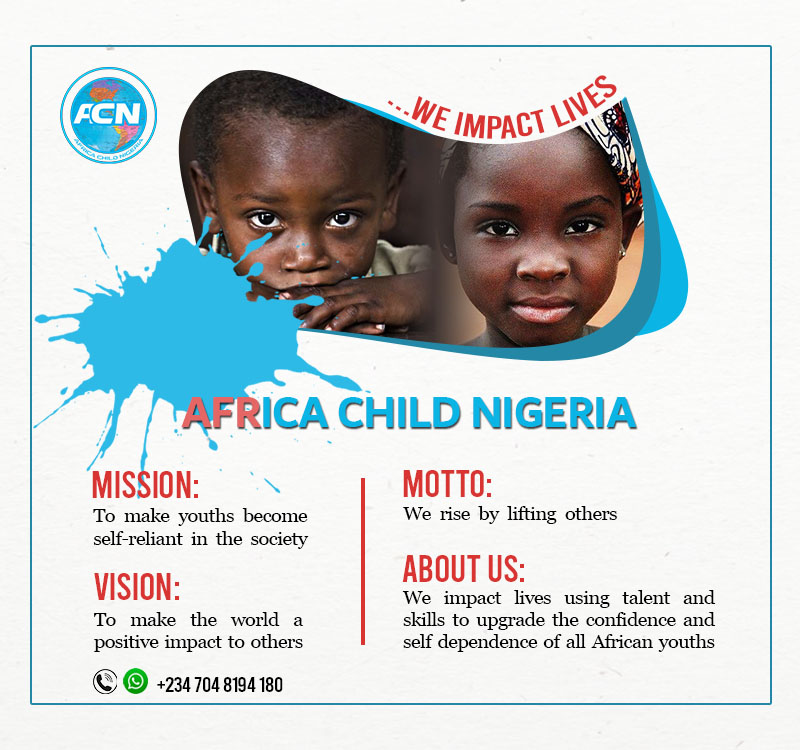 ACN
AFRICA CHILD NIGERIA
...WE IMPACT LIVES
AFRICA CHILD NIGERIA
MISSION:
To make youths become
self-reliant in the society
VISION:
To make the world a
positive impact to others
MOTTO:
We rise by lifting others
ABOUT US:
We impact lives using talent and
skills to upgrade the confidence and
self dependence of all African youths
+234 704 8194 180